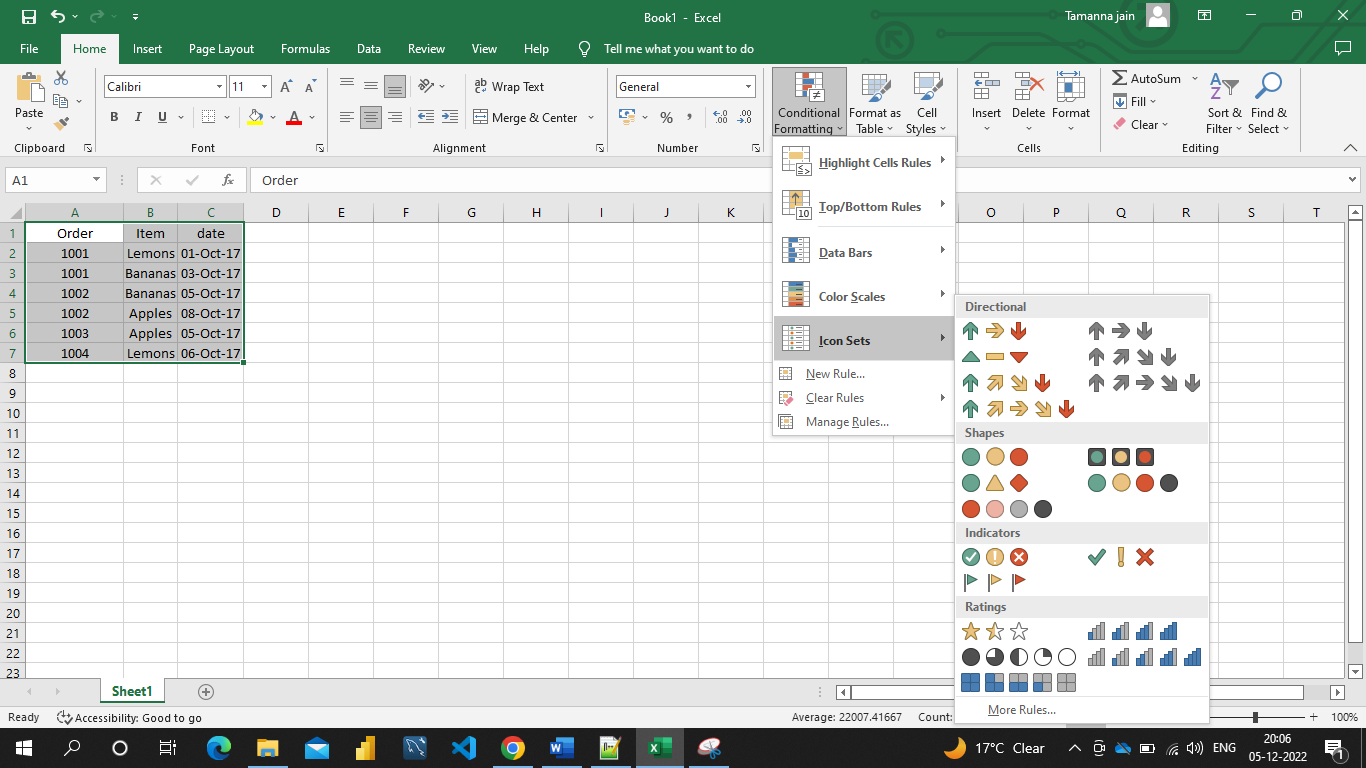 Book1 - Excel
Tamanna jain
File Home Insert Page Layout Formulas Data Review View Help Tell me what you want to do
Paste
Clipboard
Calibri 11
B I U
Font
Wrap Text
Merge & Center
Alignment
General
% ,
Number
Conditional Formatting
Format as Table
Cell Styles
Insert Delete Format
Cells
AutoSum
Fill
Clear
Sort & Filter
Find & Select
Editing
A1 fx Order
A B C D E F G H I J K O P Q R S T
1 Order Item date
2 1001 Lemons 01-Oct-17
3 1001 Bananas 03-Oct-17
4 1002 Bananas 05-Oct-17
5 1002 Apples 08-Oct-17
6 1003 Apples 05-Oct-17
7 1004 Lemons 06-Oct-17
8
9
10
11
12
13
14
15
16
17
18
19
20
21
22
23
Highlight Cells Rules
Top/Bottom Rules
Data Bars
Color Scales
Icon Sets
New Rule...
Clear Rules
Manage Rules...
Directional
Shapes
Indicators
Ratings
More Rules...
Sheet1
Ready Accessibility: Good to go Average: 22007.41667 Count: 100%
17°C Clear ENG 20:06
05-12-2022
1